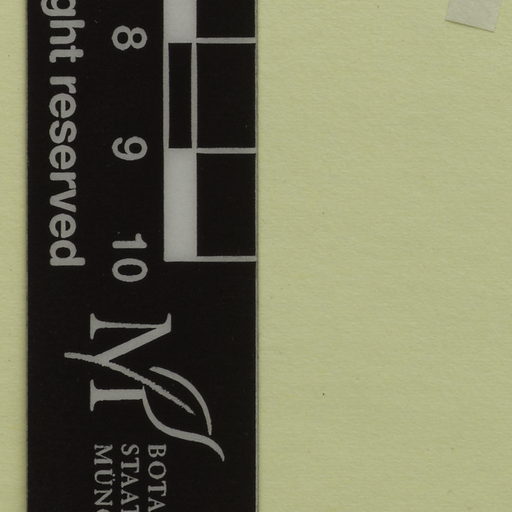 ght reserved
8
9
10
M
BOTA
STAAT
MÜNC